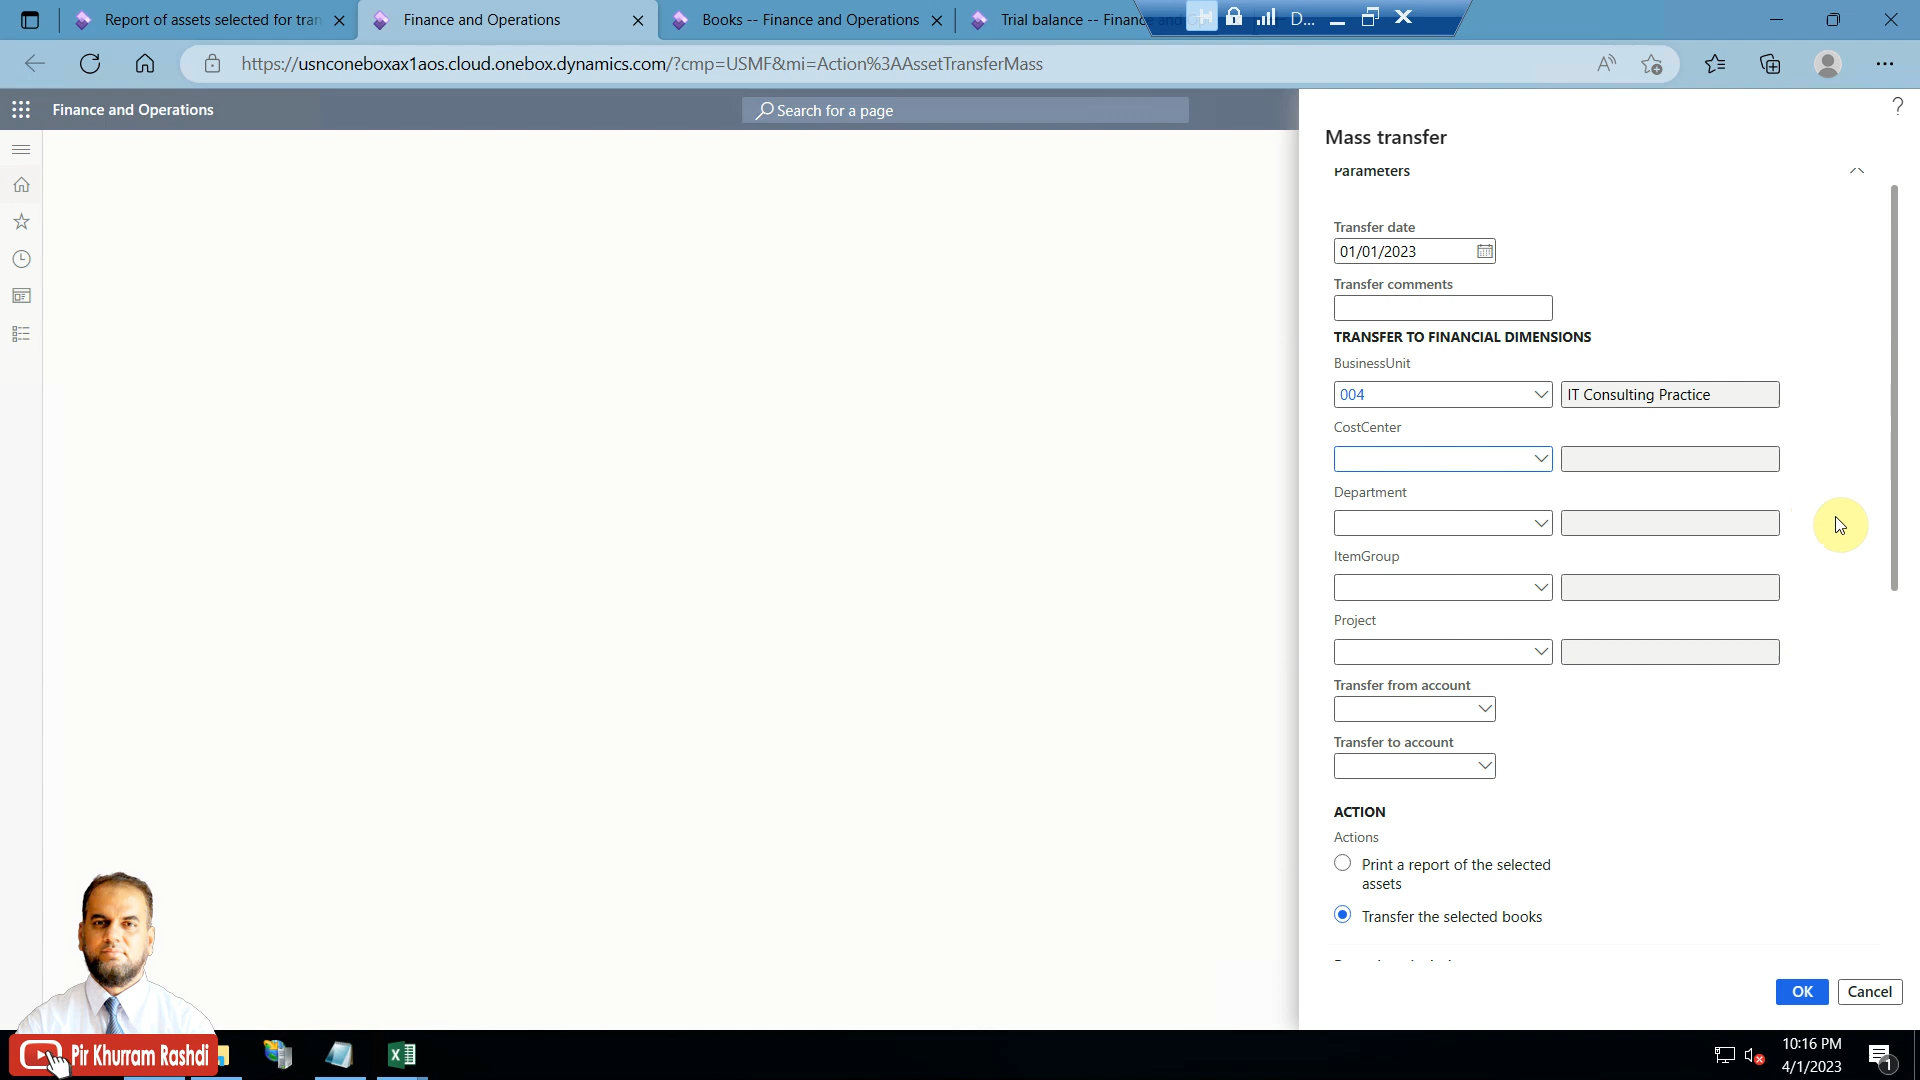 Report of assets selected for tran
Finance and Operations
Books -- Finance and Operations
Trial balance -- Finance
D...
https://usnconeboxax1aos.cloud.onebox.dynamics.com/?cmp=USMF&mi=Action%3AAssetTransferMass
Finance and Operations
Search for a page
?
Mass transfer
Parameters
Transfer date
01/01/2023
Transfer comments
TRANSFER TO FINANCIAL DIMENSIONS
BusinessUnit
004
IT Consulting Practice
CostCenter
Department
ItemGroup
Project
Transfer from account
Transfer to account
ACTION
Actions
Print a report of the selected
assets
Transfer the selected books
OK
Cancel
Pir Khurram Rashdi
10:16 PM
4/1/2023
1